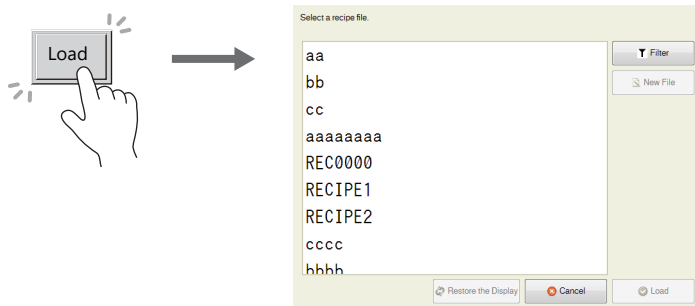 Load
Select a recipe file.
aa
bb
cc
aaaaaaaa
REC0000
RECIPE1
RECIPE2
cccc
bbbb
Filter
New File
Restore the Display
Cancel
Load